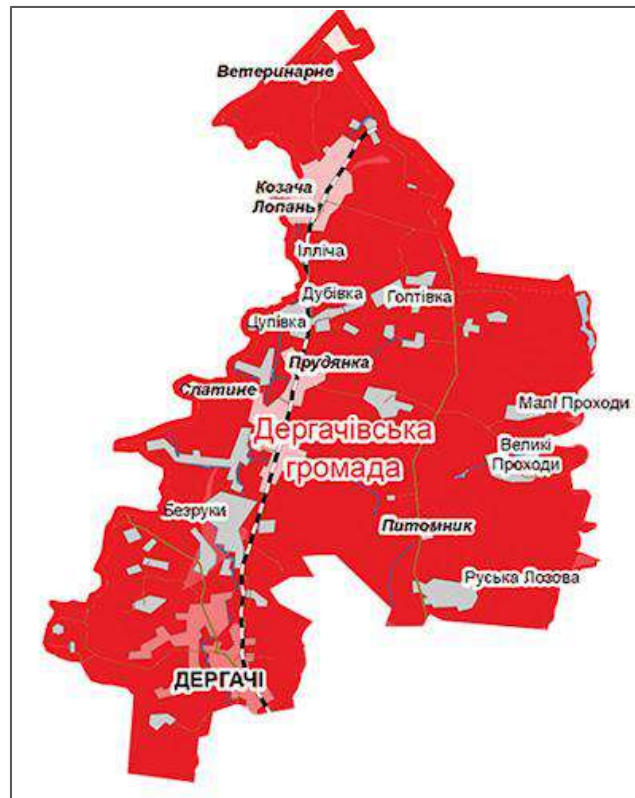 Ветеринарне
Козача
Лопань
Ілліча
Дубівка
Гоптівка
Цупівка
Прудянка
Слатине
Малі Проходи
Дергачівська
громада
Великі
Проходи
Безруки
Питомник
Руська Лозова
ДЕРГАЧІ